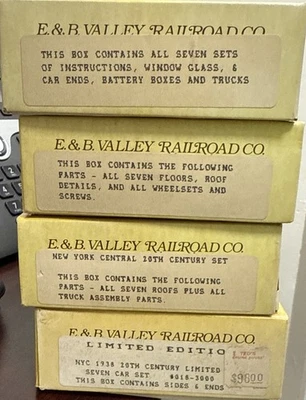 E. & B. VALLEY RAILROAD CO.
THIS BOX CONTAINS ALL SEVEN SETS
OF INSTRUCTIONS, WINDOW GLASS, &
CAR ENDS, BATTERY BOXES AND TRUCKS
E. & B. VALLEY RAILROAD CO.
THIS BOX CONTAINS THE FOLLOWING
PARTS - ALL SEVEN FLOORS, ROOF
DETAILS, AND ALL WHEELSETS AND
SCREWS.
E. & B. VALLEY RAILROAD CO.
NEW YORK CENTRAL 20TH CENTURY SET
THIS BOX CONTAINS THE FOLLOWING
PARTS - ALL SEVEN ROOFS PLUS ALL
TRUCK ASSEMBLY PARTS.
E. & B. VALLEY RAILROAD CO.
LIMITED EDITIO
NYC 1938 20TH CENTURY LIMITED
SEVEN CAR SET #018-3000
THIS BOX CONTAINS SIDES & ENDS